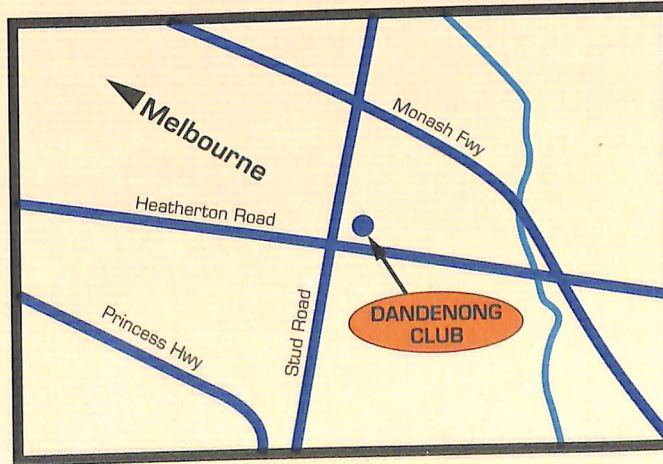 Monash Fwy
Melbourne
Heatherton Road
DANDENONG
CLUB
Princess Hwy
Stud Road